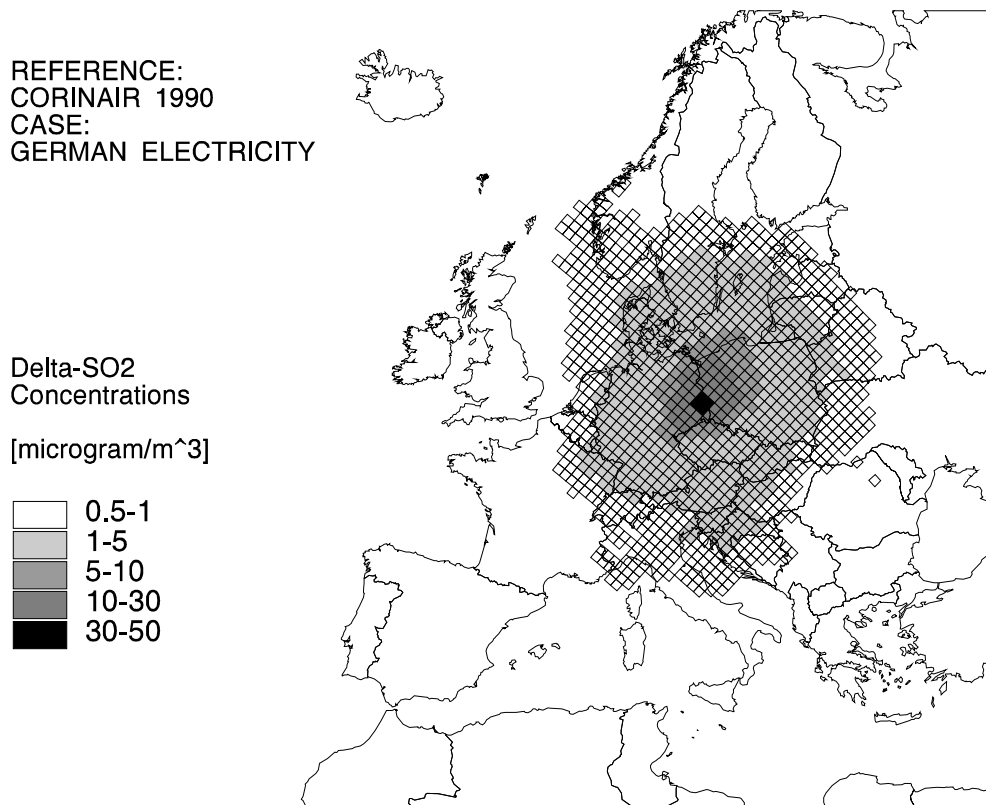 REFERENCE:
CORINAIR 1990
CASE:
GERMAN ELECTRICITY
Delta-SO2
Concentrations
[microgram/m^3]
0.5-1
1-5
5-10
10-30
30-50